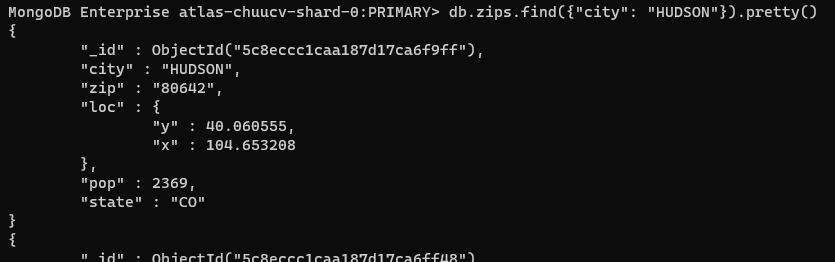 MongoDB Enterprise atlas-chuucv-shard-0:PRIMARY> db.zips.find({"city": "HUDSON"}).pretty()
{
        "_id" : ObjectId("5c8eccc1caa187d17ca6f9ff"),
        "city" : "HUDSON",
        "zip" : "80642",
        "loc" : {
                "y" : 40.060555,
                "x" : 104.653208
        },
        "pop" : 2369,
        "state" : "CO"
}
{
        "_id" : ObjectId("5c8eccc1caa187d17ca6ff48")